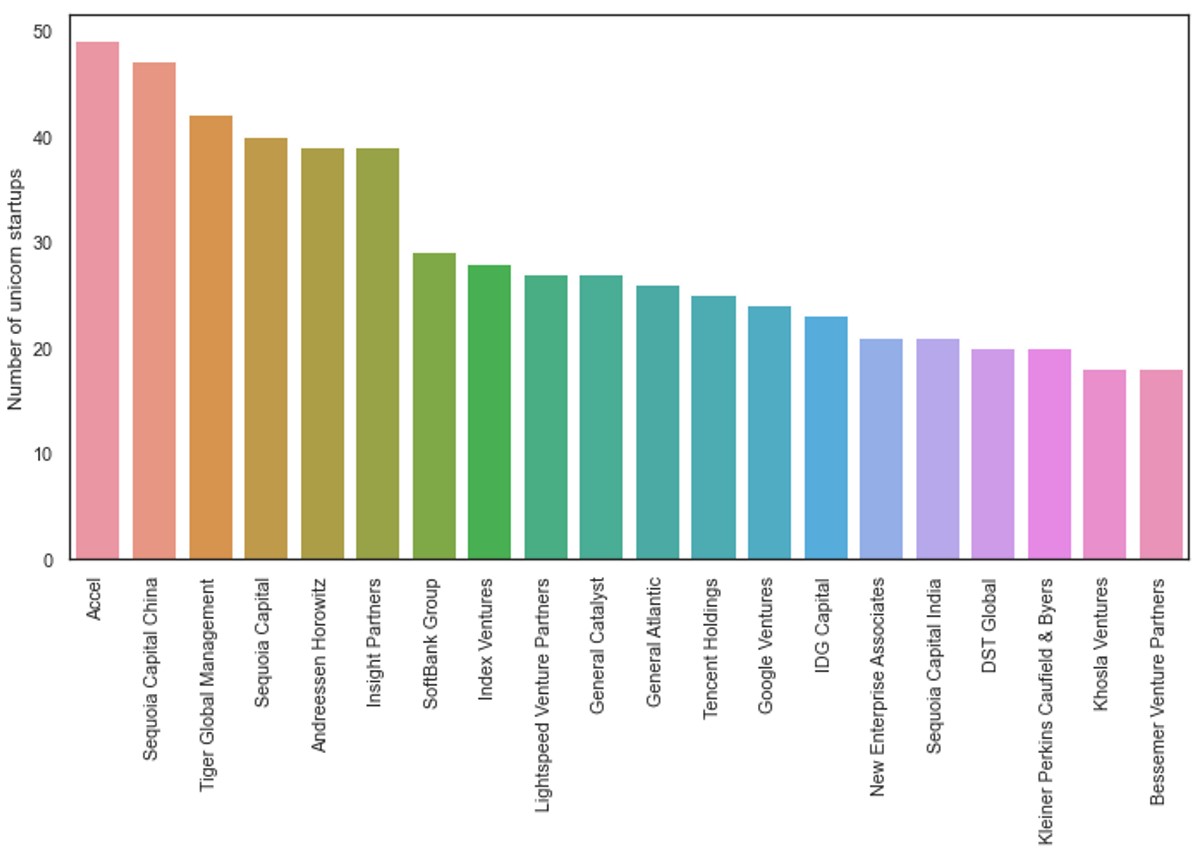 50
40
30
20
10
0
Number of unicorn startups
Accel
Sequoia Capital China
Tiger Global Management
Sequoia Capital
Andreessen Horowitz
Insight Partners
SoftBank Group
Index Ventures
Lightspeed Venture Partners
General Catalyst
General Atlantic
Tencent Holdings
Google Ventures
IDG Capital
New Enterprise Associates
Sequoia Capital India
DST Global
Kleiner Perkins Caufield & Byers
Khosla Ventures
Bessemer Venture Partners